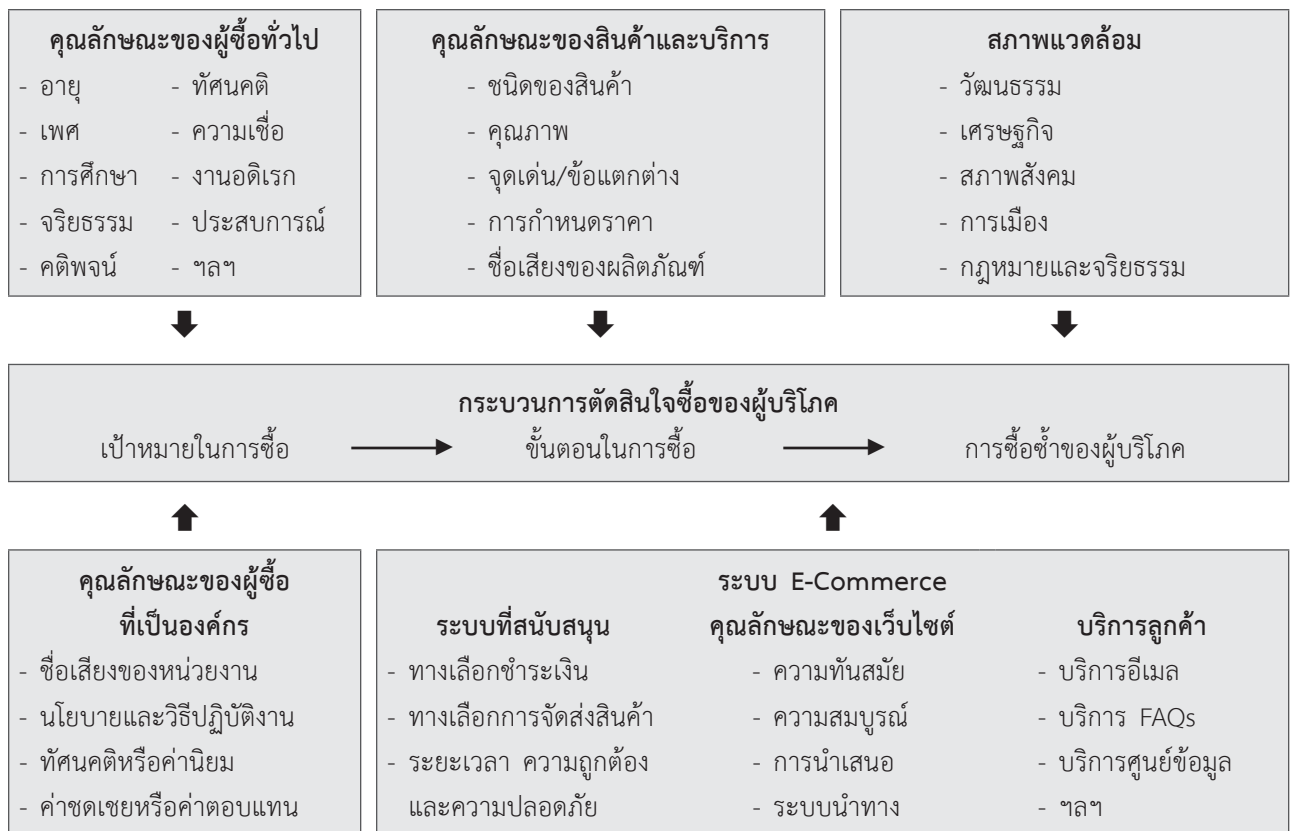 คุณลักษณะของผู้ซื้อทั่วไป
- อายุ - ทัศนคติ
- เพศ - ความเชื่อ
- การศึกษา - งานอดิเรก
- จริยธรรม - ประสบการณ์
- คติพจน์ - ฯลฯ
คุณลักษณะของสินค้าและบริการ
- ชนิดของสินค้า
- คุณภาพ
- จุดเด่น/ข้อแตกต่าง
- การกำหนดราคา
- ชื่อเสียงของผลิตภัณฑ์
สภาพแวดล้อม
- วัฒนธรรม
- เศรษฐกิจ
- สภาพสังคม
- การเมือง
- กฎหมายและจริยธรรม
กระบวนการตัดสินใจซื้อของผู้บริโภค
เป้าหมายในการซื้อ ขั้นตอนในการซื้อ การซื้อซ้ำของผู้บริโภค
คุณลักษณะของผู้ซื้อ
ที่เป็นองค์กร
- ชื่อเสียงของหน่วยงาน
- นโยบายและวิธีปฏิบัติงาน
- ทัศนคติหรือค่านิยม
- ค่าชดเชยหรือค่าตอบแทน
ระบบ E-Commerce
ระบบที่สนับสนุน
- ทางเลือกชำระเงิน
- ทางเลือกการจัดส่งสินค้า
- ระยะเวลา ความถูกต้อง
และความปลอดภัย
คุณลักษณะของเว็บไซต์
- ความทันสมัย
- ความสมบูรณ์
- การนำเสนอ
- ระบบนำทาง
บริการลูกค้า
- บริการอีเมล
- บริการ FAQs
- บริการศูนย์ข้อมูล
- ฯลฯ